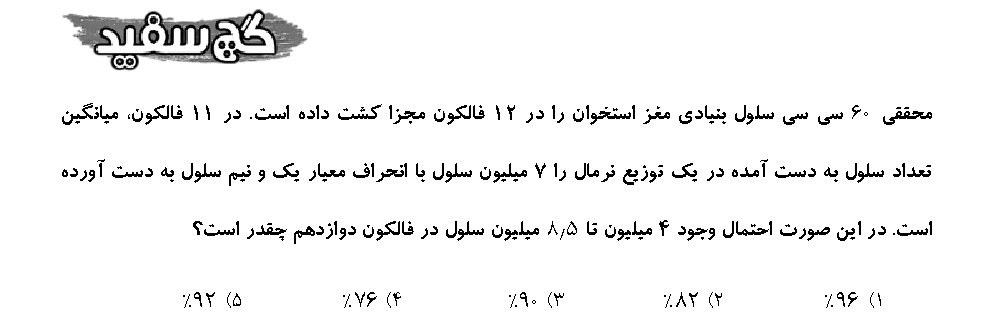 گچ سفید
محققی ۶۰ سی سی سلول بنیادی مغز استخوان را در ۱۲ فالکون مجزا کشت داده است. در ۱۱ فالکون، میانگین
تعداد سلول به دست آمده در یک توزیع نرمال را ۷ میلیون سلول با انحراف معیار یک و نیم سلول به دست آورده
است. در این صورت احتمال وجود ۴ میلیون تا ۸٫۵ میلیون سلول در فالکون دوازدهم چقدر است؟
۱) ۹۶٪ ۲) ۸۲٪ ۳) ۹۰٪ ۴) ۷۶٪ ۵) ۹۲٪